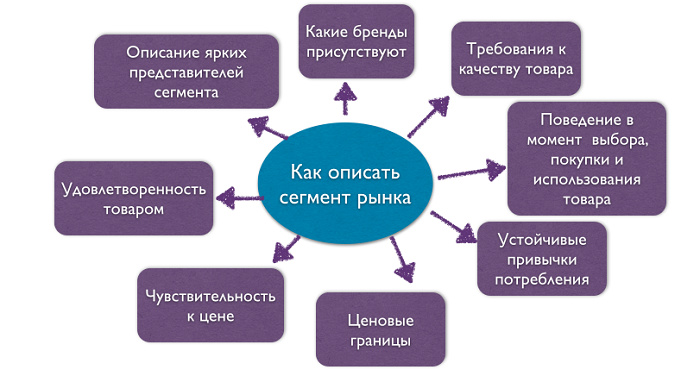 Какие бренды
присутствуют
Описание ярких
представителей
сегмента
Требования к
качеству товара
Поведение в
момент выбора,
покупки и
использования
товара
Как описать
сегмент рынка
Удовлетворенность
товаром
Устойчивые
привычки
потребления
Чувствительность
к цене
Ценовые
границы